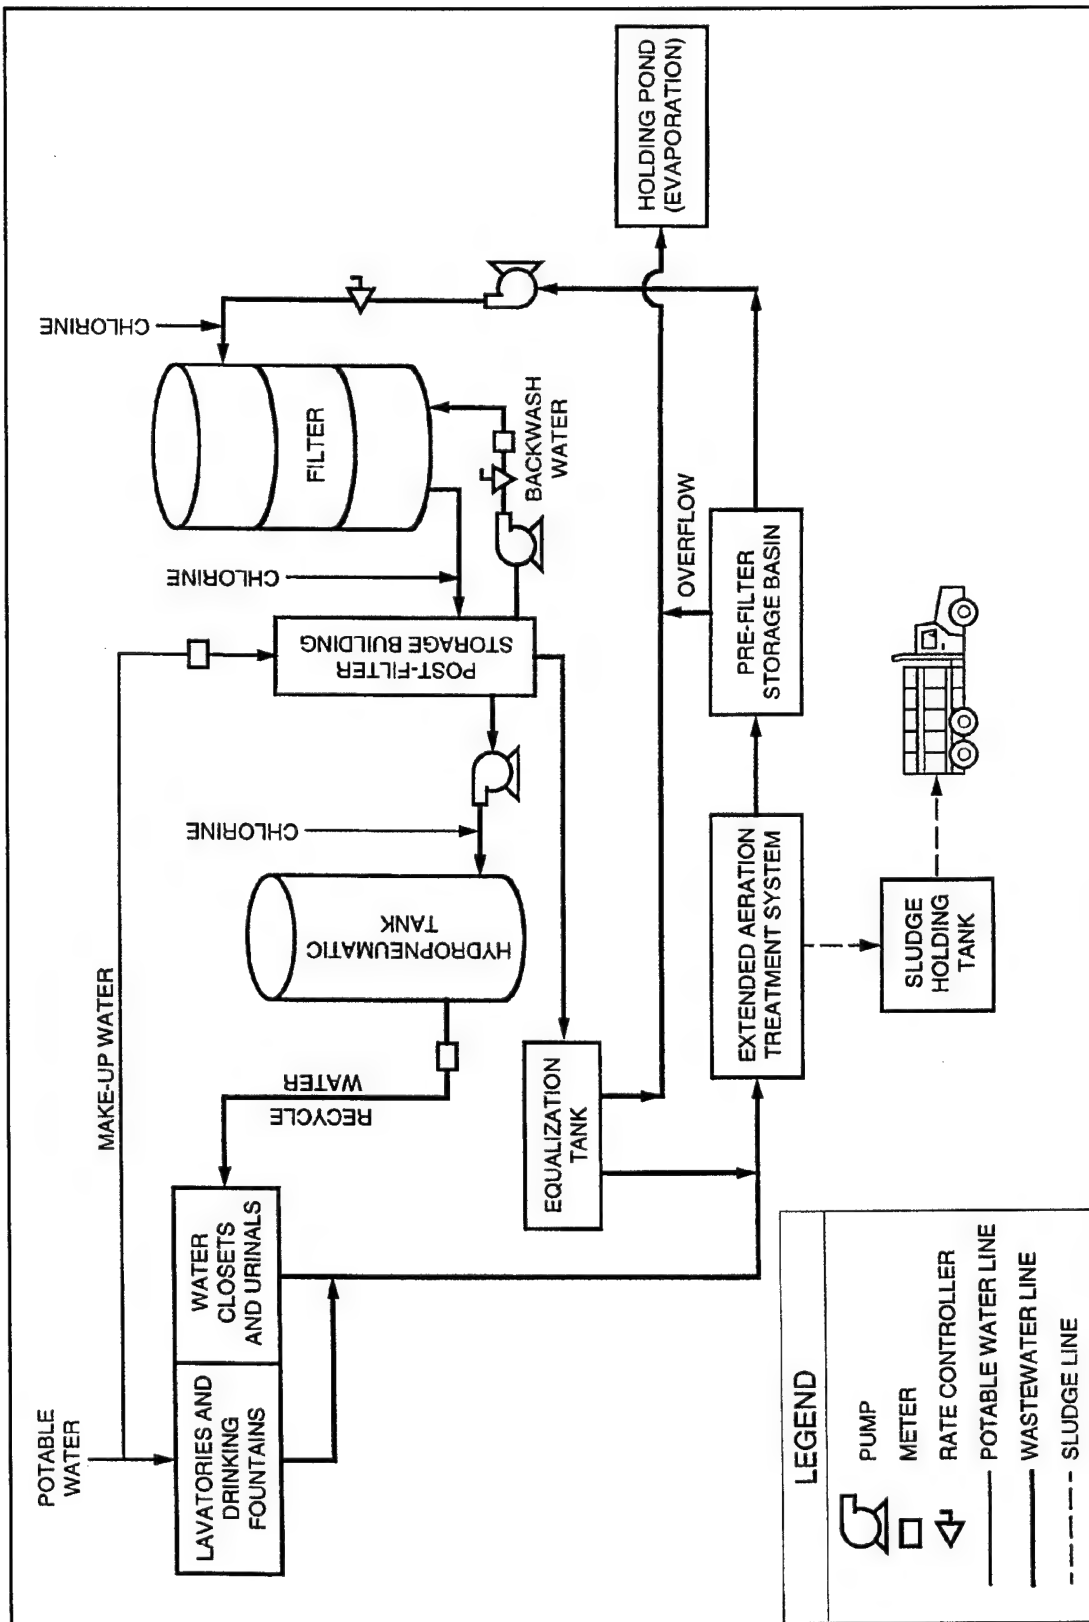 POTABLE
WATER
MAKE-UP WATER
LAVATORIES AND
DRINKING
FOUNTAINS
WATER
CLOSETS
AND URINALS
RECYCLE
WATER
HYDROPNEUMATIC
TANK
CHLORINE
POST-FILTER
STORAGE BUILDING
CHLORINE
FILTER
CHLORINE
BACKWASH
WATER
EQUALIZATION
TANK
OVERFLOW
HOLDING POND
(EVAPORATION)
EXTENDED AERATION
TREATMENT SYSTEM
PRE-FILTER
STORAGE BASIN
SLUDGE
HOLDING
TANK
LEGEND
PUMP
METER
RATE CONTROLLER
POTABLE WATER LINE
WASTEWATER LINE
SLUDGE LINE